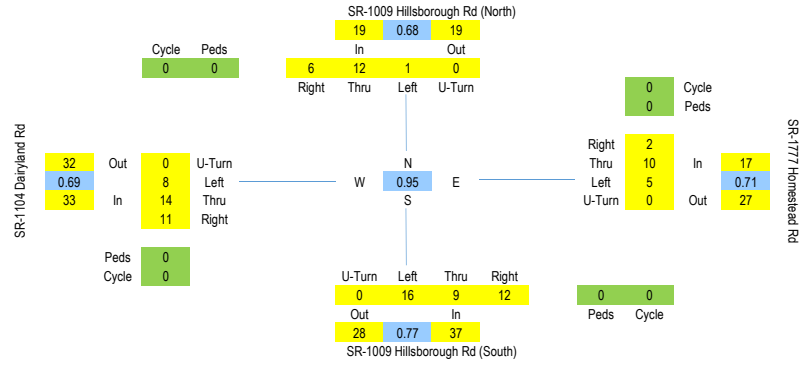 SR-1009 Hillsborough Rd (North)
19 0.68 19
Cycle Peds In Out
0 0 6 12 1 0
Right Thru Left U-Turn
0 Cycle
0 Peds
SR-1104 Dairyland Rd
32 Out 0 U-Turn
0.69 8 Left
33 In 14 Thru
11 Right
N
W 0.95 E
S
Right 2
Thru 10 In 17
Left 5 0.71
U-Turn 0 Out 27
SR-1777 Homestead Rd
Peds 0
Cycle 0
U-Turn Left Thru Right
0 16 9 12 0 0
Out In Peds Cycle
28 0.77 37
SR-1009 Hillsborough Rd (South)